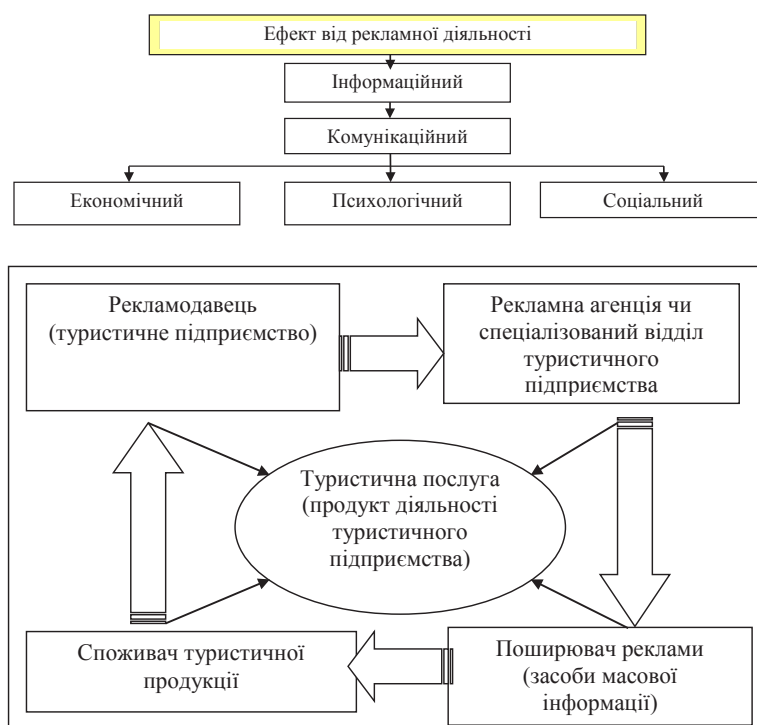 Ефект від рекламної діяльності
Інформаційний
Комунікаційний
Економічний
Психологічний
Соціальний
Рекламодавець
(туристичне підприємство)
Рекламна агенція чи
спеціалізований відділ
туристичного
підприємства
Туристична послуга
(продукт діяльності
туристичного
підприємства)
Споживач туристичної
продукції
Поширювач реклами
(засоби масової
інформації)